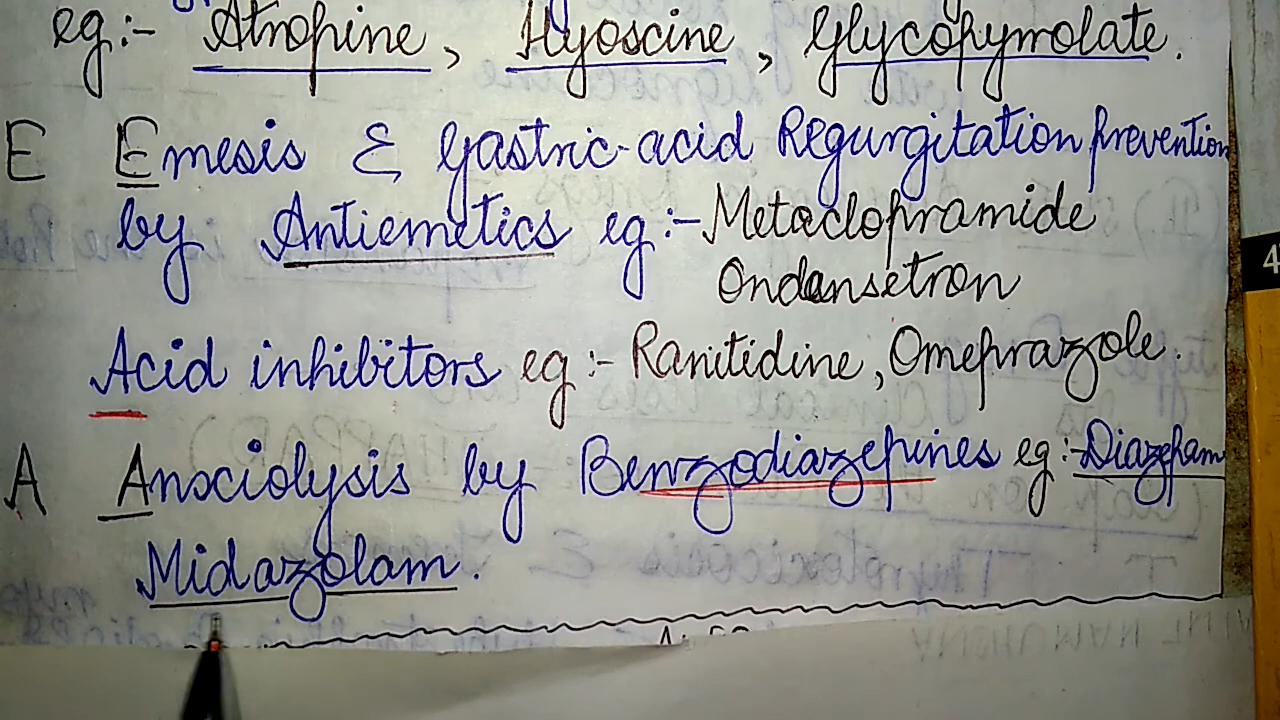 eg:- Atropine, Hyoscine, Glycopyrrolate.
E Emesis & gastric-acid Regurgitation prevention
by Antiemetics eg:- Metaclopramide
Ondansetron
Acid inhibitors eg:- Ranitidine, Omeprazole.
A Anxiolysis by Benzodiazepines eg:- Diazepam
Midazolam.
4